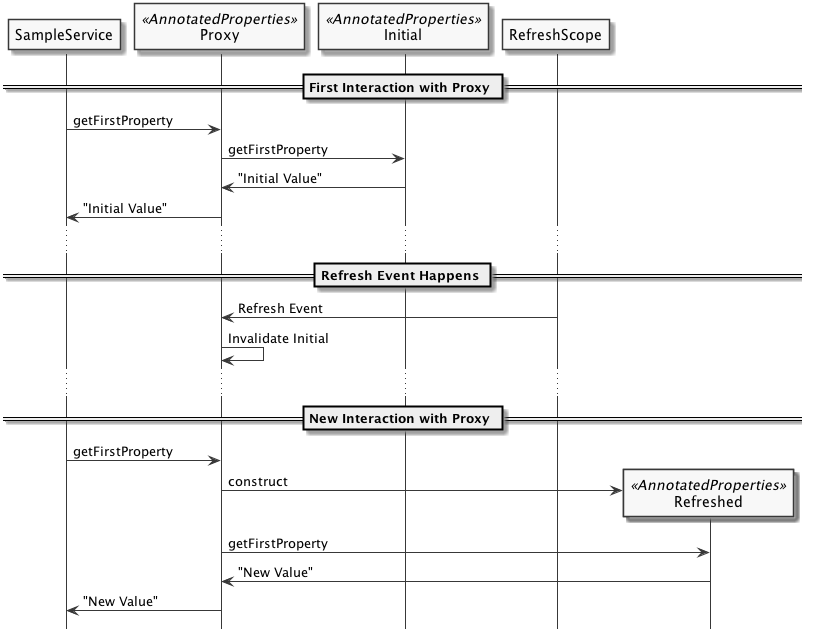 SampleService
«AnnotatedProperties»
Proxy
«AnnotatedProperties»
Initial
RefreshScope
First Interaction with Proxy
getFirstProperty
getFirstProperty
"Initial Value"
"Initial Value"
Refresh Event Happens
Refresh Event
Invalidate Initial
New Interaction with Proxy
getFirstProperty
construct
«AnnotatedProperties»
Refreshed
getFirstProperty
"New Value"
"New Value"